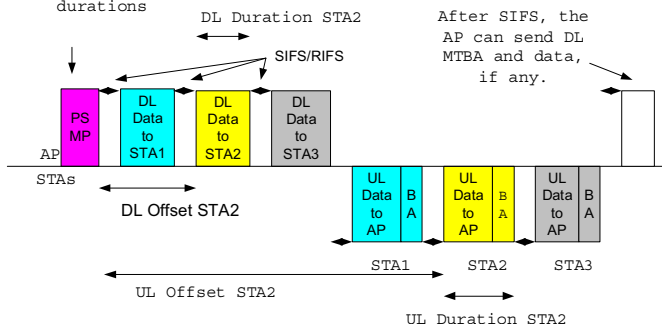 durations
DL Duration STA2
After SIFS, the
AP can send DL
MTBA and data,
if any.
SIFS/RIFS
PS
MP
DL
Data
to
STA1
DL
Data
to
STA2
DL
Data
to
STA3
AP
STAs
DL Offset STA2
UL
Data
to
AP
B
A
UL
Data
to
AP
B
A
UL
Data
to
AP
B
A
STA1
STA2
STA3
UL Offset STA2
UL Duration STA2